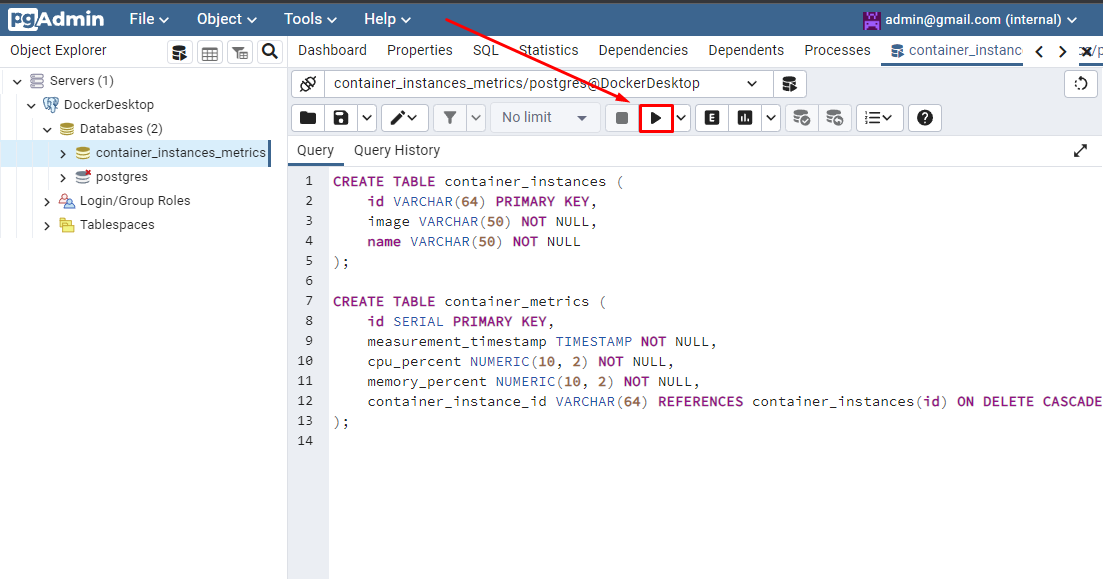 pgAdmin File Object Tools Help admin@gmail.com (internal)
Object Explorer
Dashboard Properties SQL Statistics Dependencies Dependents Processes container_instanc
Servers (1)
DockerDesktop
Databases (2)
container_instances_metrics
postgres
Login/Group Roles
Tablespaces
container_instances_metrics/postgres@DockerDesktop
No limit
E
Query Query History
1 CREATE TABLE container_instances (
2 id VARCHAR(64) PRIMARY KEY,
3 image VARCHAR(50) NOT NULL,
4 name VARCHAR(50) NOT NULL
5 );
6
7 CREATE TABLE container_metrics (
8 id SERIAL PRIMARY KEY,
9 measurement_timestamp TIMESTAMP NOT NULL,
10 cpu_percent NUMERIC(10, 2) NOT NULL,
11 memory_percent NUMERIC(10, 2) NOT NULL,
12 container_instance_id VARCHAR(64) REFERENCES container_instances(id) ON DELETE CASCADE
13 );
14